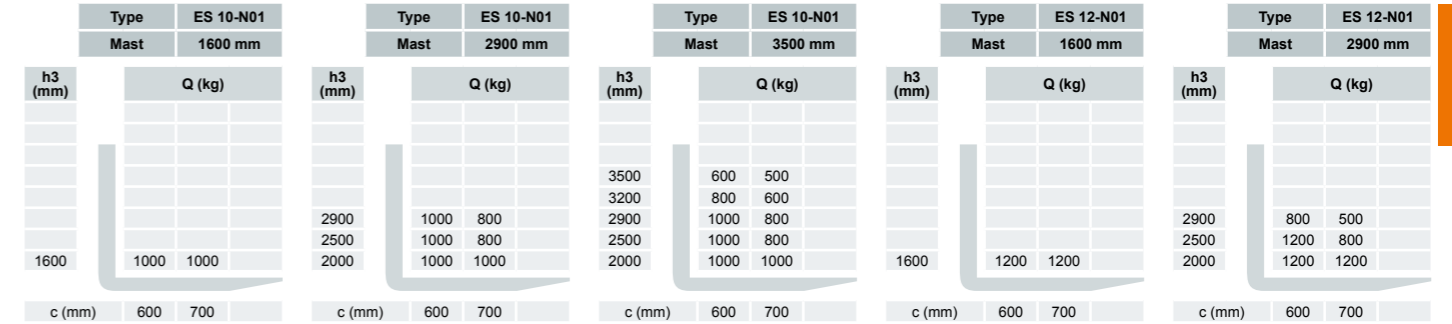 Type ES 10-N01 Type ES 10-N01 Type ES 10-N01 Type ES 12-N01 Type ES 12-N01
Mast 1600 mm Mast 2900 mm Mast 3500 mm Mast 1600 mm Mast 2900 mm
h3 (mm) Q (kg) h3 (mm) Q (kg) h3 (mm) Q (kg) h3 (mm) Q (kg) h3 (mm) Q (kg)
3500 600 500
3200 800 600
2900 1000 800 2900 1000 800 2900 800 500
2500 1000 800 2500 1000 800 2500 1200 800
1600 1000 1000 2000 1000 1000 2000 1000 1000 1600 1200 1200 2000 1200 1200
c (mm) 600 700 c (mm) 600 700 c (mm) 600 700 c (mm) 600 700 c (mm) 600 700